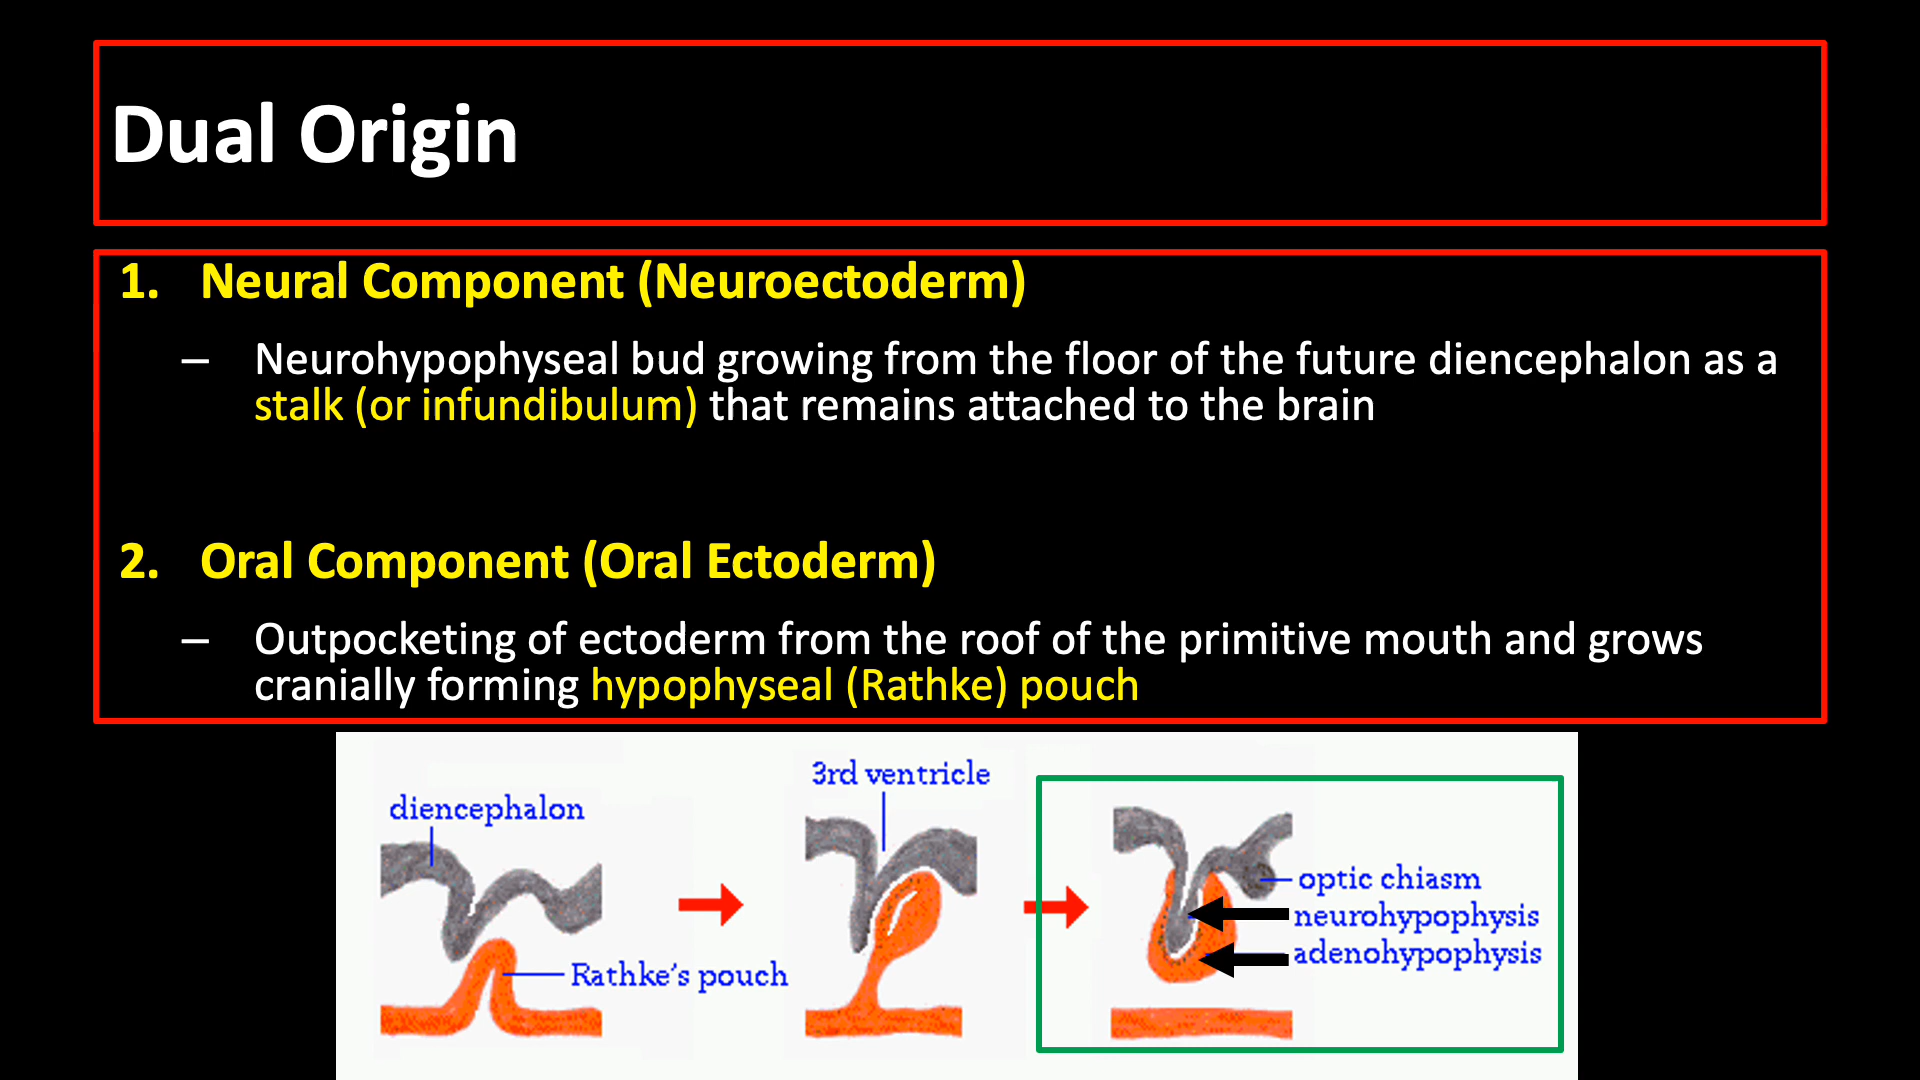 Dual Origin
1. Neural Component (Neuroectoderm)
– Neurohypophyseal bud growing from the floor of the future diencephalon as a
stalk (or infundibulum) that remains attached to the brain
2. Oral Component (Oral Ectoderm)
– Outpocketing of ectoderm from the roof of the primitive mouth and grows
cranially forming hypophyseal (Rathke) pouch
diencephalon
Rathke's pouch
3rd ventricle
optic chiasm
neurohypophysis
adenohypophysis